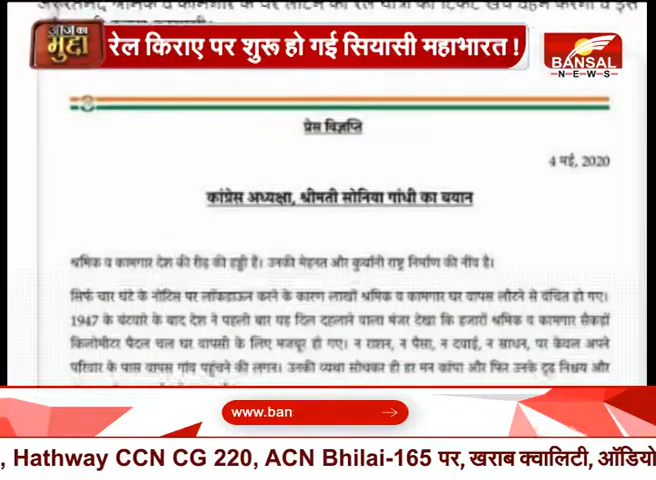 आज का
मुद्दा
रेल किराए पर शुरू हो गई सियासी महाभारत !
BANSAL
NEWS
प्रेस विज्ञप्ति
4 मई, 2020
कांग्रेस अध्यक्षा, श्रीमती सोनिया गांधी का बयान
श्रमिक व कामगार देश की रीढ़ की हड्डी हैं। उनकी मेहनत और कुर्बानी राष्ट्र निर्माण की नींव है।
सिर्फ चार घंटे के नोटिस पर लॉकडाऊन करने के कारण लाखों श्रमिक व कामगार घर वापस लौटने से वंचित हो गए।
1947 के बंटवारे के बाद देश ने पहली बार यह दिल दहलाने वाला मंजर देखा कि हजारों श्रमिक व कामगार सैकड़ों
किलोमीटर पैदल चल घर वापसी के लिए मजबूर हो गए। न राशन, न पैसा, न दवाई, न साधन, पर केवल अपने
परिवार के पास वापस गांव पहुंचने की लगन। उनकी व्यथा सोचकर ही हर मन कांपा और फिर उनके दृढ़ निश्चय और
www.ban
, Hathway CCN CG 220, ACN Bhilai-165 पर, खराब क्वालिटी, ऑडियो